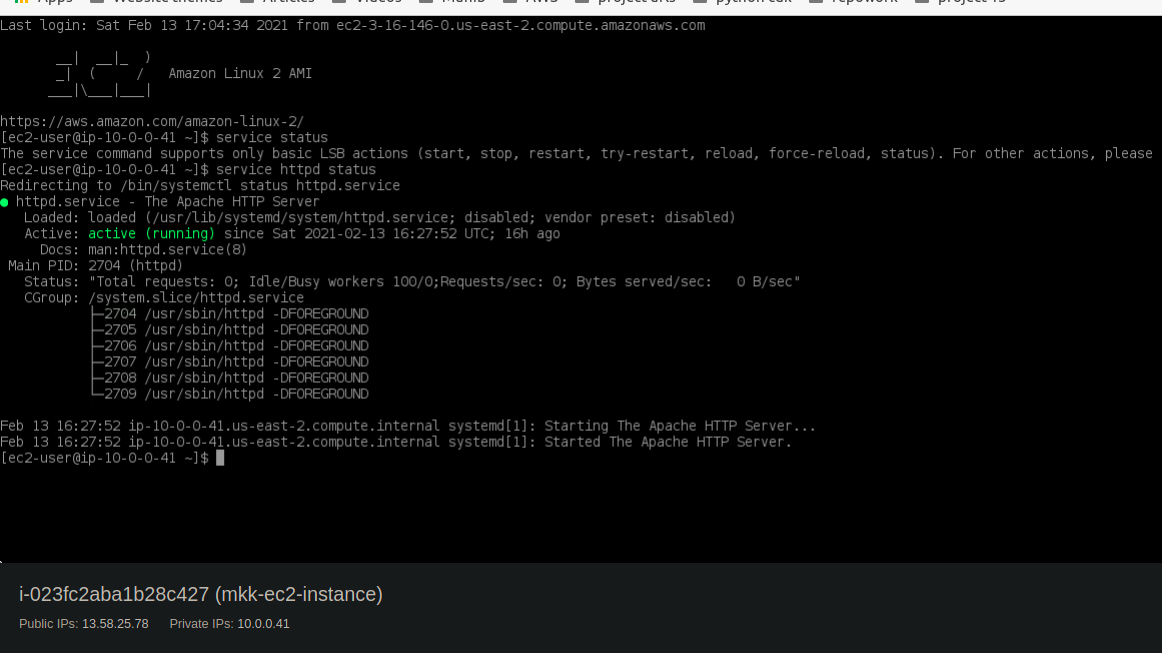 Apps Website themes Articles Videos Mumb AWS project urls python cdk repowork project 15
Last login: Sat Feb 13 17:04:34 2021 from ec2-3-16-146-0.us-east-2.compute.amazonaws.com
__| __|_ )
_| ( / Amazon Linux 2 AMI
___|\___|___|
https://aws.amazon.com/amazon-linux-2/
[ec2-user@ip-10-0-0-41 ~]$ service status
The service command supports only basic LSB actions (start, stop, restart, try-restart, reload, force-reload, status). For other actions, please
[ec2-user@ip-10-0-0-41 ~]$ service httpd status
Redirecting to /bin/systemctl status httpd.service
● httpd.service - The Apache HTTP Server
Loaded: loaded (/usr/lib/systemd/system/httpd.service; disabled; vendor preset: disabled)
Active: active (running) since Sat 2021-02-13 16:27:52 UTC; 16h ago
Docs: man:httpd.service(8)
Main PID: 2704 (httpd)
Status: "Total requests: 0; Idle/Busy workers 100/0;Requests/sec: 0; Bytes served/sec:   0 B/sec"
CGroup: /system.slice/httpd.service
├─2704 /usr/sbin/httpd -DFOREGROUND
├─2705 /usr/sbin/httpd -DFOREGROUND
├─2706 /usr/sbin/httpd -DFOREGROUND
├─2707 /usr/sbin/httpd -DFOREGROUND
├─2708 /usr/sbin/httpd -DFOREGROUND
└─2709 /usr/sbin/httpd -DFOREGROUND
Feb 13 16:27:52 ip-10-0-0-41.us-east-2.compute.internal systemd[1]: Starting The Apache HTTP Server...
Feb 13 16:27:52 ip-10-0-0-41.us-east-2.compute.internal systemd[1]: Started The Apache HTTP Server.
[ec2-user@ip-10-0-0-41 ~]$
i-023fc2aba1b28c427 (mkk-ec2-instance)
Public IPs: 13.58.25.78 Private IPs: 10.0.0.41